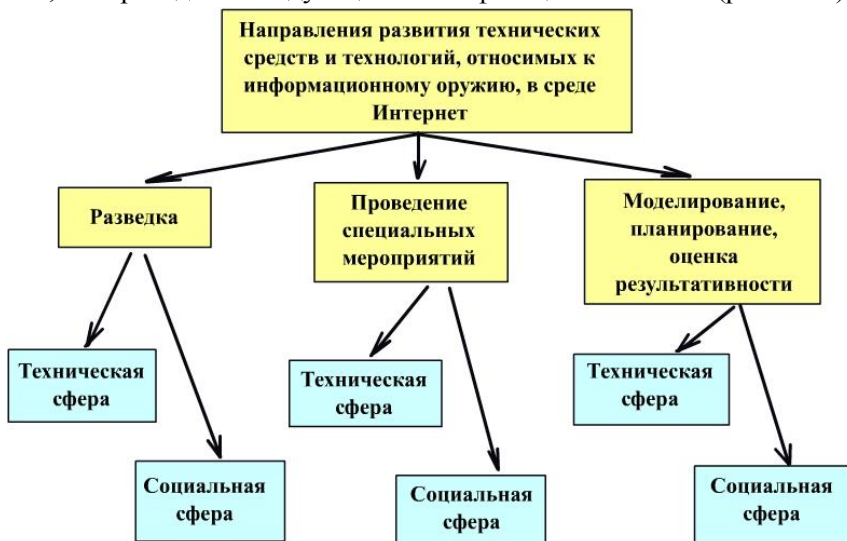 Направления развития технических
средств и технологий, относимых к
информационному оружию, в среде
Интернет
Разведка
Проведение
специальных
мероприятий
Моделирование,
планирование,
оценка
результативности
Техническая
сфера
Техническая
сфера
Техническая
сфера
Социальная
сфера
Социальная
сфера
Социальная
сфера